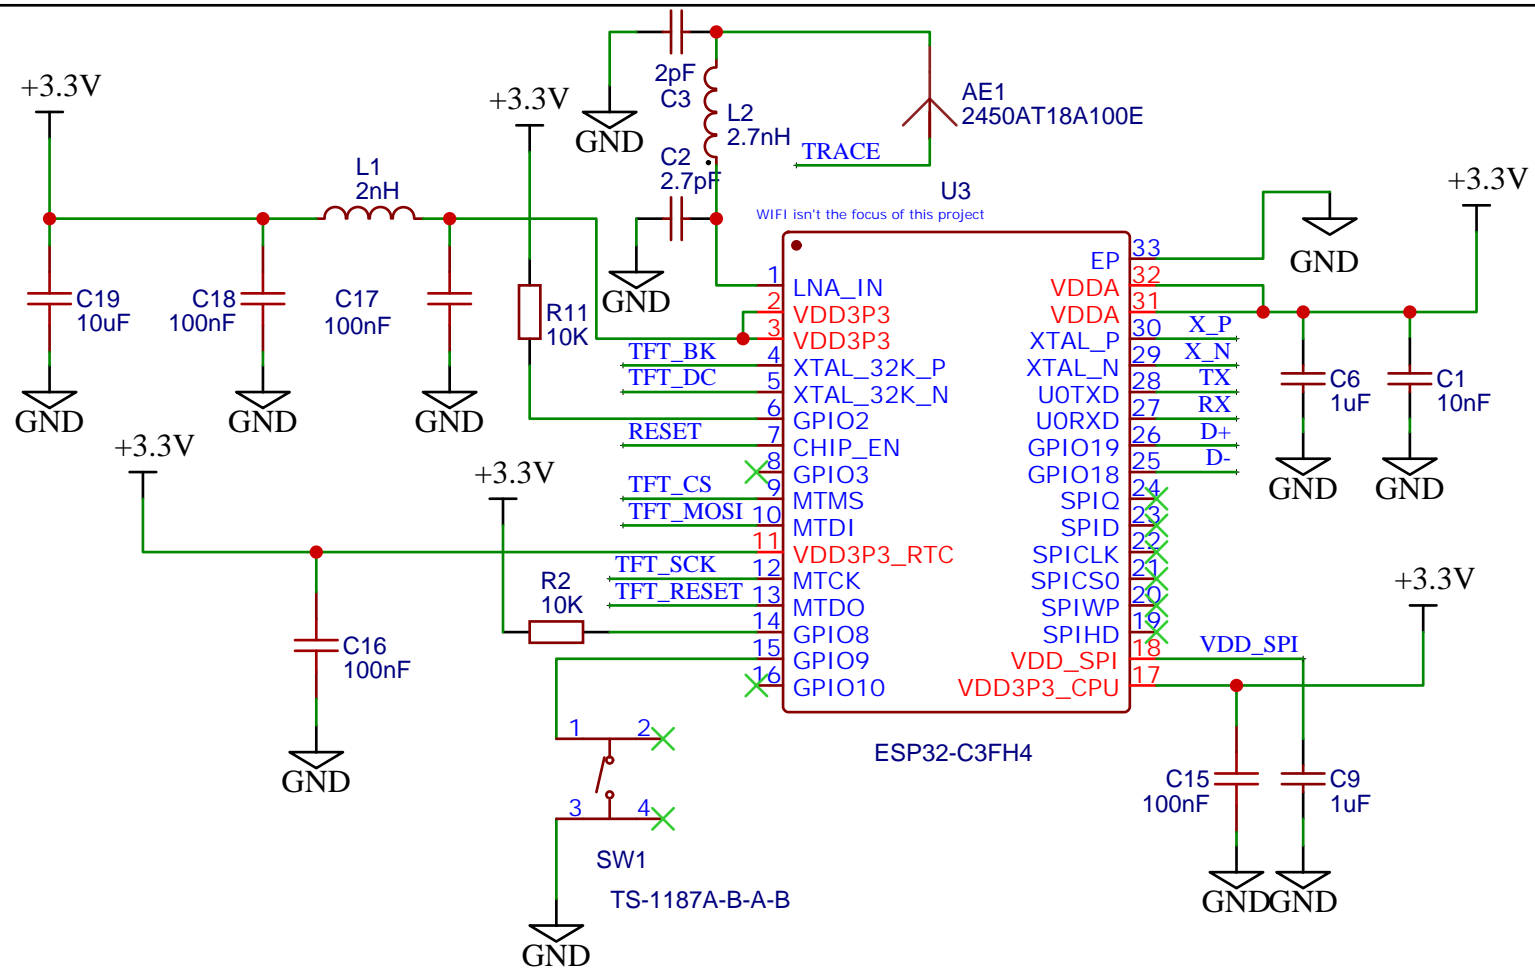 +3.3V
2pF
C3
L2
2.7nH
GND
C2
2.7pF
GND
AE1
2450AT18A100E
TRACE
+3.3V
L1
2nH
C19
10uF
GND
C18
100nF
GND
C17
100nF
GND
+3.3V
R11
10K
U3
WIFI isn't the focus of this project
1
LNA_IN
2
VDD3P3
3
VDD3P3
TFT_BK
4
XTAL_32K_P
TFT_DC
5
XTAL_32K_N
6
GPIO2
RESET
7
CHIP_EN
8
GPIO3
TFT_CS
9
MTMS
TFT_MOSI
10
MTDI
11
VDD3P3_RTC
TFT_SCK
12
MTCK
TFT_RESET
13
MTDO
14
GPIO8
15
GPIO9
16
GPIO10
EP
33
VDDA
32
VDDA
31
XTAL_P
30
X_P
XTAL_N
29
X_N
U0TXD
28
TX
U0RXD
27
RX
GPIO19
26
D+
GPIO18
25
D-
SPIQ
24
SPID
23
SPICLK
22
SPICS0
21
SPIWP
20
SPIHD
19
VDD_SPI
18
VDD_SPI
VDD3P3_CPU
17
ESP32-C3FH4
GND
+3.3V
C6
1uF
GND
C1
10nF
GND
+3.3V
C16
100nF
GND
+3.3V
R2
10K
1
2
3
4
SW1
TS-1187A-B-A-B
GND
+3.3V
C15
100nF
GND
C9
1uF
GND